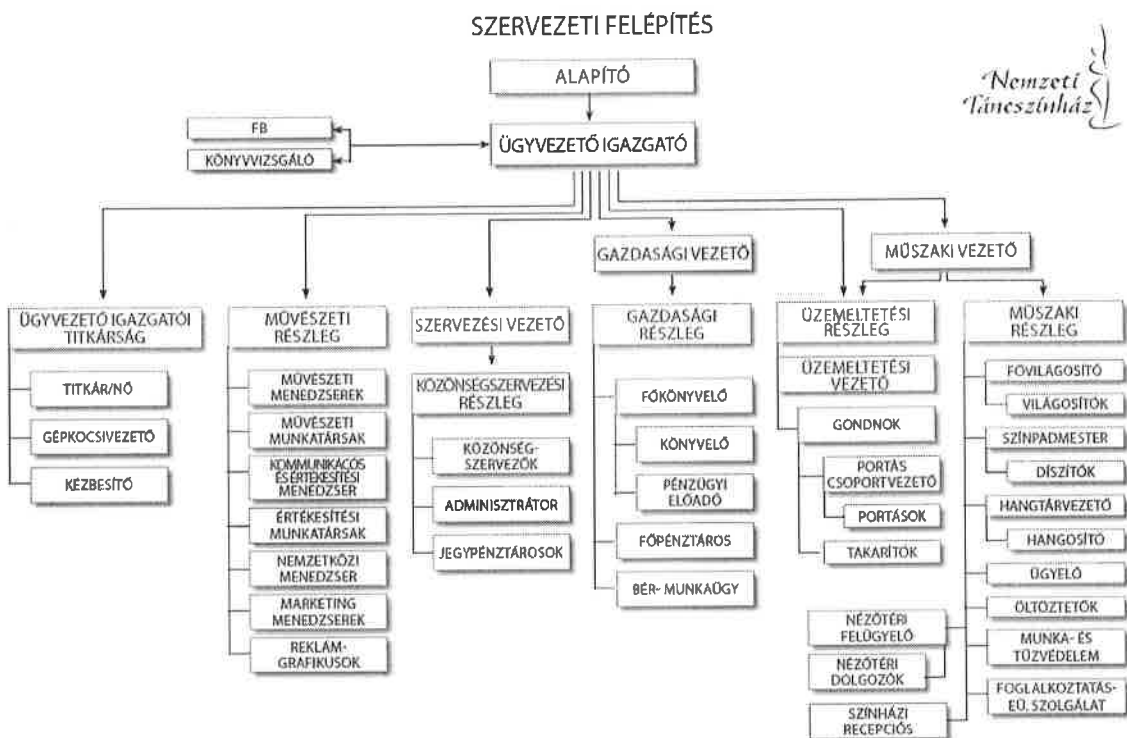 SZERVEZETI FELÉPÍTÉS
Nemzeti
Táncszínház
ALAPÍTÓ
FB
KÖNYVVIZSGÁLÓ
ÜGYVEZETŐ IGAZGATÓ
GAZDASÁGI VEZETŐ
MŰSZAKI VEZETŐ
ÜGYVEZETŐ IGAZGATÓI
TITKÁRSÁG
TITKÁR/NŐ
GÉPKOCSIVEZETŐ
KÉZBESÍTŐ
MŰVÉSZETI
RÉSZLEG
MŰVÉSZETI
MENEDZSEREK
MŰVÉSZETI
MUNKATÁRSAK
KOMMUNIKÁCÓS
ÉS ÉRTÉKESÍTÉSI
MENEDZSER
ÉRTÉKESÍTÉSI
MUNKATÁRSAK
NEMZETKÖZI
MENEDZSER
MARKETING
MENEDZSEREK
REKLÁM-
GRAFIKUSOK
SZERVEZÉSI VEZETŐ
KÖZÖNSÉGSZERVEZÉSI
RÉSZLEG
KÖZÖNSÉG-
SZERVEZŐK
ADMINISZTRÁTOR
JEGYPÉNZTÁROSOK
GAZDASÁGI
RÉSZLEG
FŐKÖNYVELŐ
KÖNYVELŐ
PÉNZÜGYI
ELŐADÓ
FŐPÉNZTÁROS
BÉR- MUNKAÜGY
ÜZEMELTETÉSI
RÉSZLEG
ÜZEMELTETÉSI
VEZETŐ
GONDNOK
PORTÁS
CSOPORTVEZETŐ
PORTÁSOK
TAKARÍTÓK
NÉZŐTÉRI
FELÜGYELŐ
NÉZŐTÉRI
DOLGOZÓK
SZÍNHÁZI
RECEPCIÓS
MŰSZAKI
RÉSZLEG
FŐVILÁGOSÍTÓ
VILÁGOSÍTÓK
SZÍNPADMESTER
DÍSZÍTŐK
HANGTÁRVEZETŐ
HANGOSÍTÓ
ÜGYELŐ
ÖLTÖZTETŐK
MUNKA- ÉS
TŰZVÉDELEM
FOGLALKOZTATÁS-
EÜ. SZOLGÁLAT